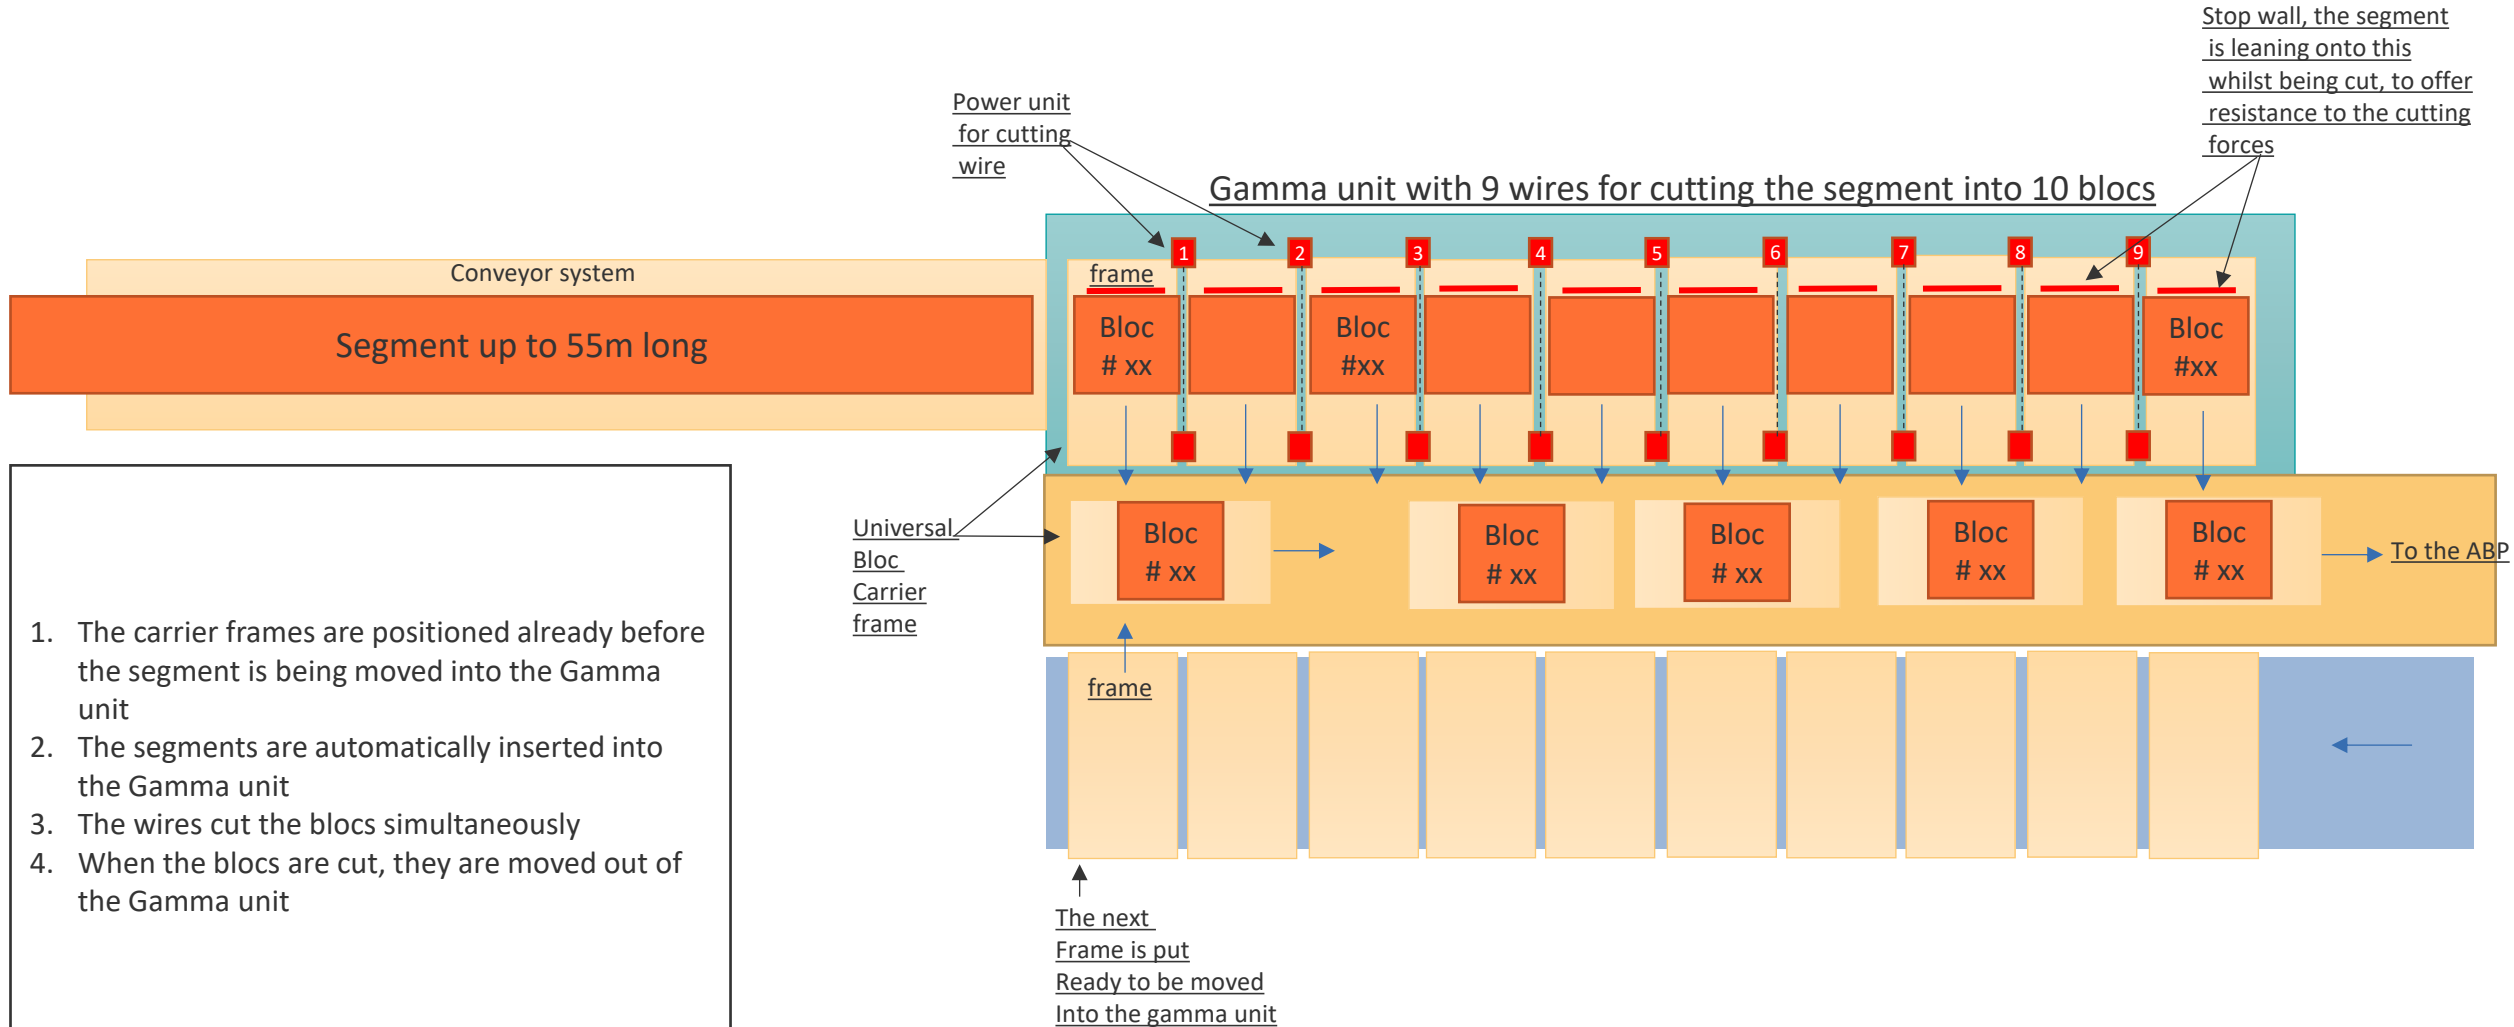 Stop wall, the segment
is leaning onto this
whilst being cut, to offer
resistance to the cutting
forces
Power unit
for cutting
wire
Gamma unit with 9 wires for cutting the segment into 10 blocs
1 2 3 4 5 6 7 8 9
Conveyor system
frame
Segment up to 55m long
Bloc
# xx
Bloc
#xx
Bloc
#xx
Universal
Bloc
Carrier
frame
Bloc
# xx
Bloc
# xx
Bloc
# xx
Bloc
# xx
Bloc
# xx
To the ABP
1. The carrier frames are positioned already before
the segment is being moved into the Gamma
unit
2. The segments are automatically inserted into
the Gamma unit
3. The wires cut the blocs simultaneously
4. When the blocs are cut, they are moved out of
the Gamma unit
frame
The next
Frame is put
Ready to be moved
Into the gamma unit